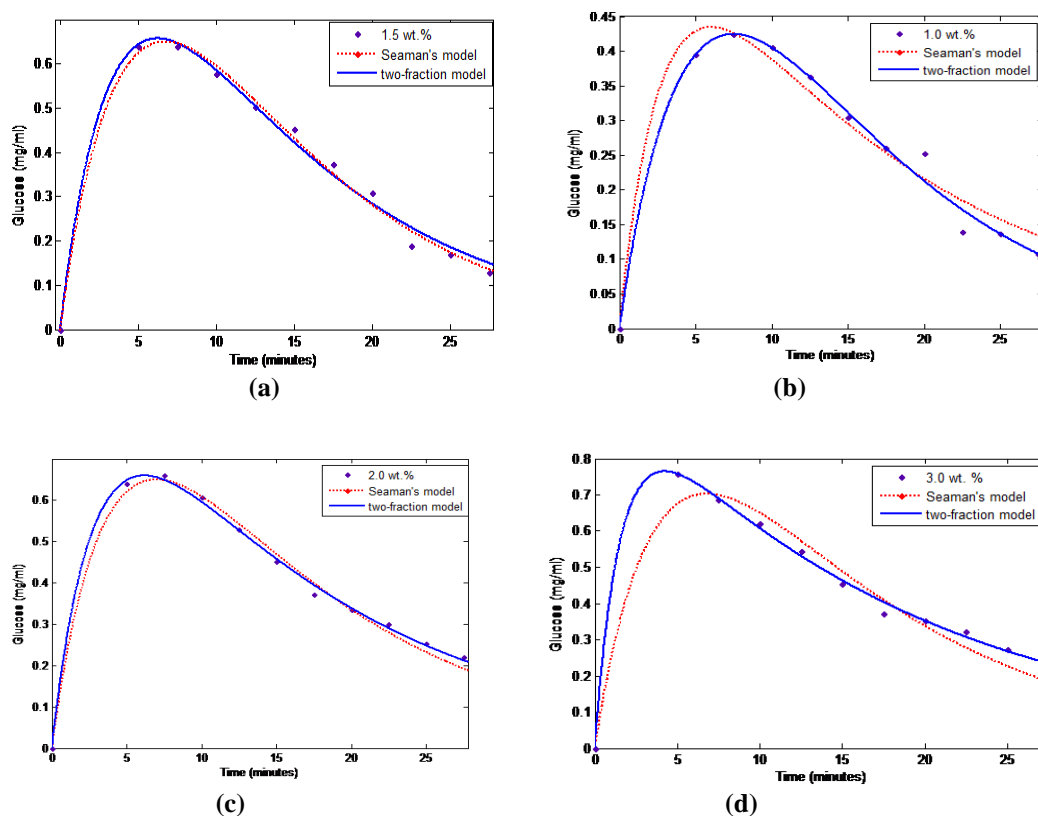 1.5 wt.%
Seaman's model
two-fraction model
Glucose (mg/ml)
0.6
0.5
0.4
0.3
0.2
0.1
0
0 5 10 15 20 25
Time (minutes)
(a)
1.0 wt.%
Seaman's model
two-fraction model
Glucose (mg/ml)
0.45
0.4
0.35
0.3
0.25
0.2
0.15
0.1
0.05
0
0 5 10 15 20 25
Time (minutes)
(b)
2.0 wt.%
Seaman's model
two-fraction model
Glucose (mg/ml)
0.6
0.5
0.4
0.3
0.2
0.1
0
0 5 10 15 20 25
Time (minutes)
(c)
3.0 wt. %
Seaman's model
two-fraction model
Glucose (mg/ml)
0.8
0.7
0.6
0.5
0.4
0.3
0.2
0.1
0
0 5 10 15 20 25
Time (minutes)
(d)